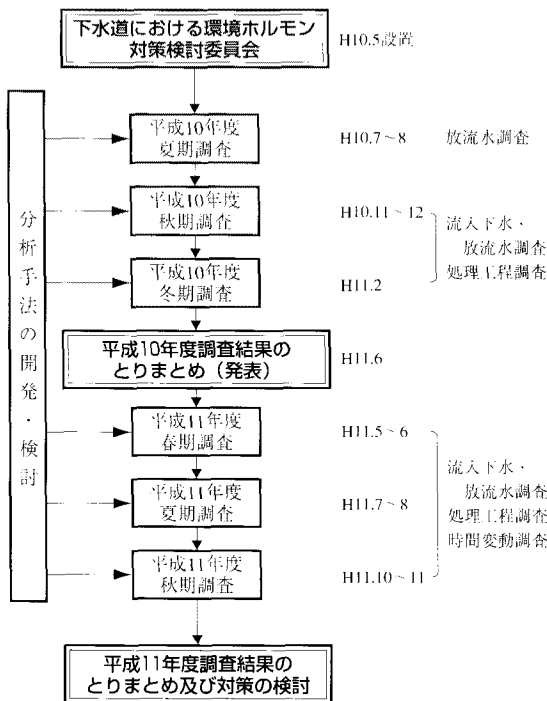 下水道における環境ホルモン
対策検討委員会
H10.5設置
分析手法の開発・検討
平成10年度
夏期調査
H10.7~8
放流水調査
平成10年度
秋期調査
H10.11~12
平成10年度
冬期調査
H11.2
流入下水・
放流水調査
処理工程調査
平成10年度調査結果の
とりまとめ（発表）
H11.6
平成11年度
春期調査
H11.5~6
平成11年度
夏期調査
H11.7~8
平成11年度
秋期調査
H11.10~11
流入下水・
放流水調査
処理工程調査
時間変動調査
平成11年度調査結果の
とりまとめ及び対策の検討